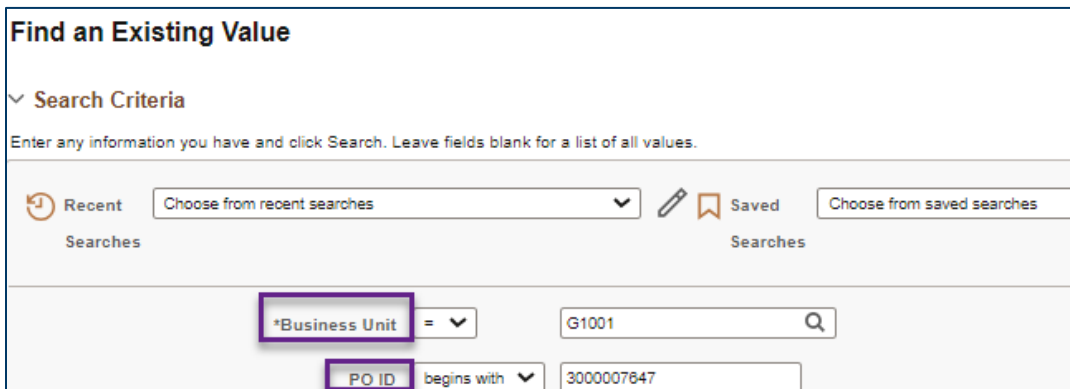 Find an Existing Value
Search Criteria
Enter any information you have and click Search. Leave fields blank for a list of all values.
Recent Searches Choose from recent searches Saved Searches Choose from saved searches
*Business Unit = G1001
PO ID begins with 3000007647